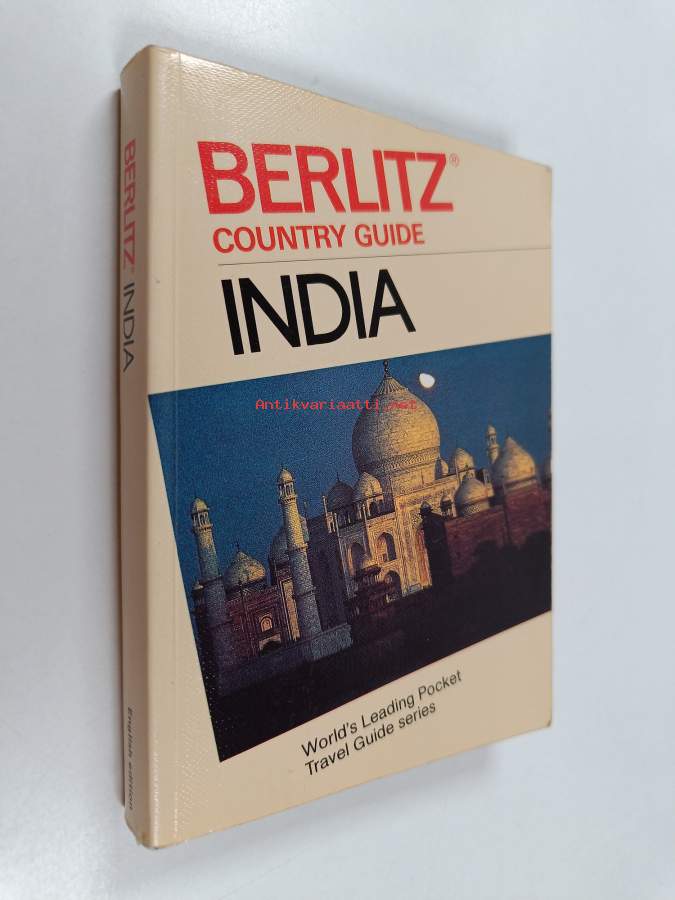 BERLITZ®
COUNTRY GUIDE
INDIA
Antikvariaatti.net
World's Leading Pocket
Travel Guide series
BERLITZ INDIA
English edition